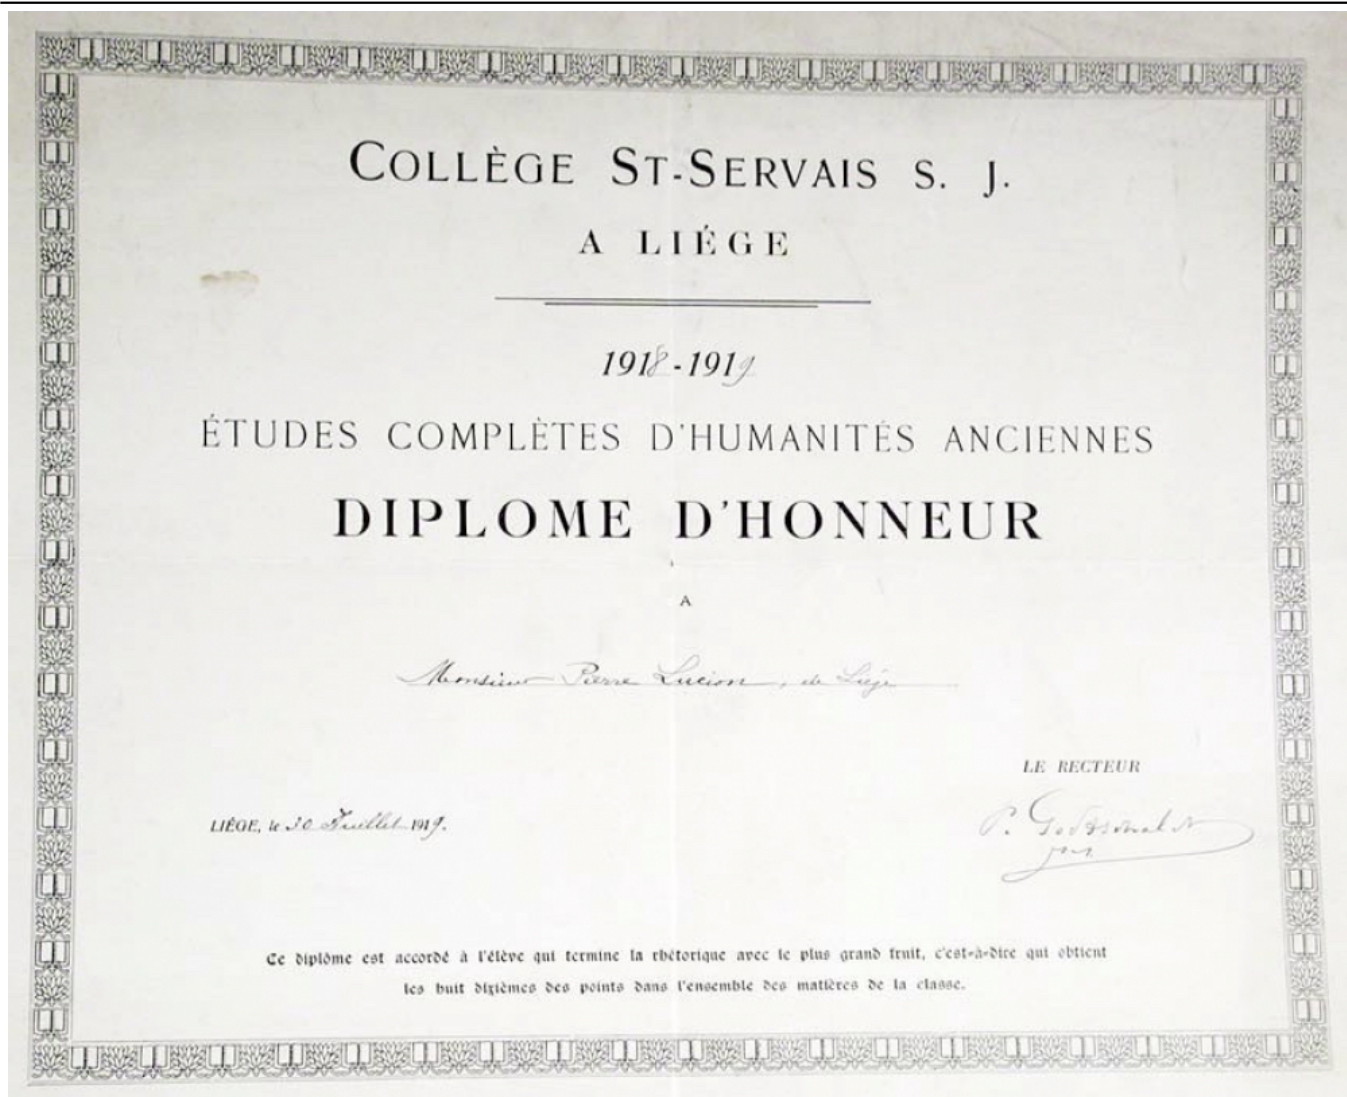 COLLÈGE ST-SERVAIS S. J.
A LIÉGE
1918-1919
ÉTUDES COMPLÈTES D'HUMANITÉS ANCIENNES
DIPLOME D'HONNEUR
A
Monsieur Pierre Lucion, de Liége
LE RECTEUR
LIÉGE, le 30 Juillet 1919.
P.
Ce diplôme est accordé à l'élève qui termine la rhétorique avec le plus grand fruit, c'est-à-dire qui obtient
les huit dixièmes des points dans l'ensemble des matières de la classe.